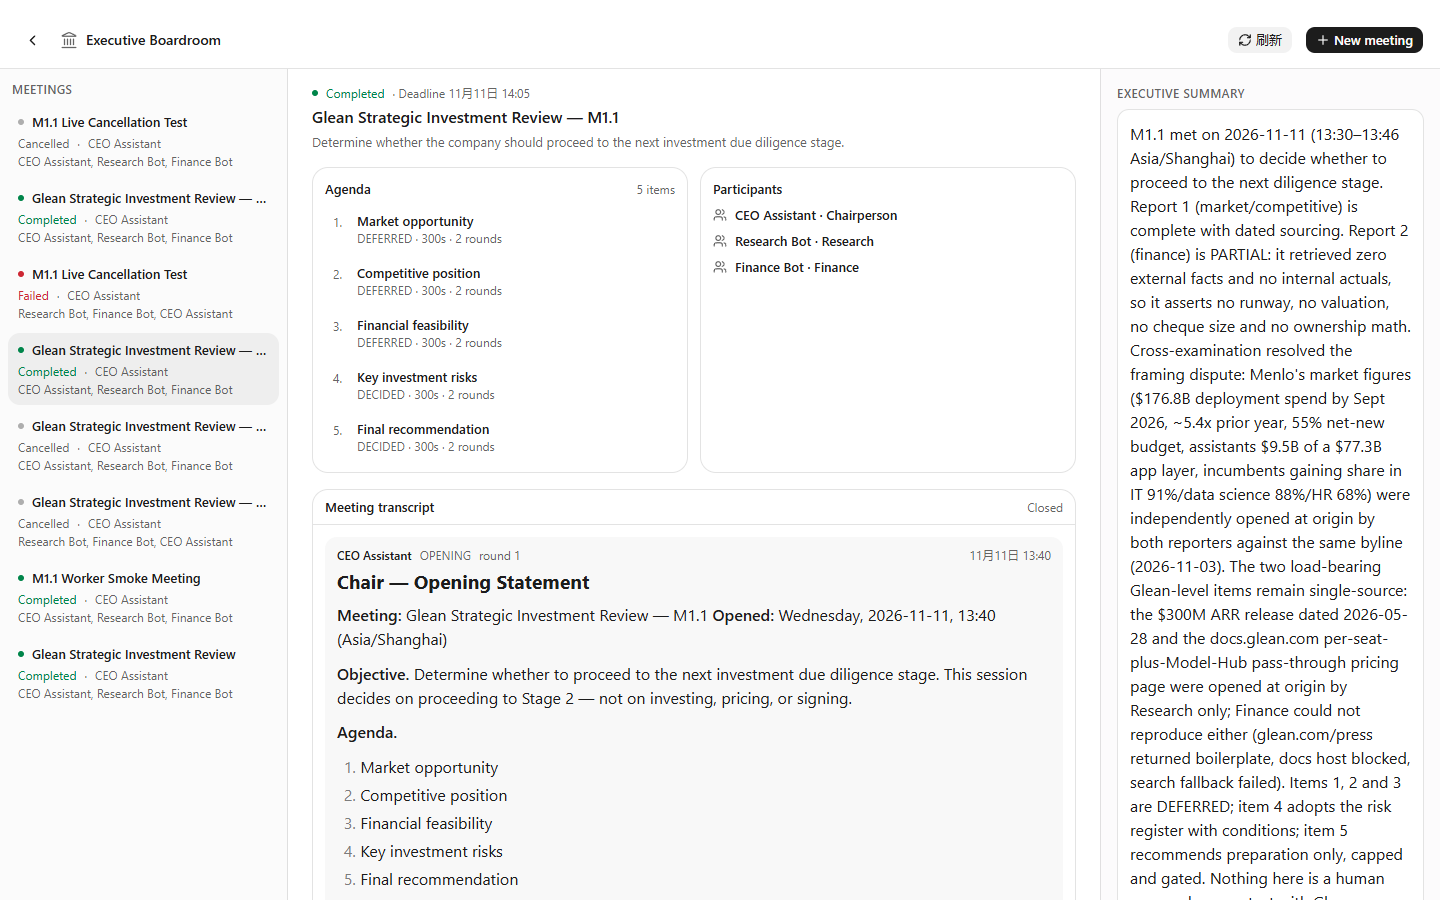 Executive Boardroom
刷新
New meeting
MEETINGS
M1.1 Live Cancellation Test
Cancelled · CEO Assistant
CEO Assistant, Research Bot, Finance Bot
Glean Strategic Investment Review — ...
Completed · CEO Assistant
CEO Assistant, Research Bot, Finance Bot
M1.1 Live Cancellation Test
Failed · CEO Assistant
Research Bot, Finance Bot, CEO Assistant
Glean Strategic Investment Review — ...
Completed · CEO Assistant
CEO Assistant, Research Bot, Finance Bot
Glean Strategic Investment Review — ...
Cancelled · CEO Assistant
CEO Assistant, Research Bot, Finance Bot
Glean Strategic Investment Review — ...
Cancelled · CEO Assistant
Research Bot, Finance Bot, CEO Assistant
M1.1 Worker Smoke Meeting
Completed · CEO Assistant
CEO Assistant, Research Bot, Finance Bot
Glean Strategic Investment Review
Completed · CEO Assistant
CEO Assistant, Research Bot, Finance Bot
Completed · Deadline 11月11日 14:05
Glean Strategic Investment Review — M1.1
Determine whether the company should proceed to the next investment due diligence stage.
Agenda
5 items
1. Market opportunity
DEFERRED · 300s · 2 rounds
2. Competitive position
DEFERRED · 300s · 2 rounds
3. Financial feasibility
DEFERRED · 300s · 2 rounds
4. Key investment risks
DECIDED · 300s · 2 rounds
5. Final recommendation
DECIDED · 300s · 2 rounds
Participants
CEO Assistant · Chairperson
Research Bot · Research
Finance Bot · Finance
Meeting transcript
Closed
CEO Assistant OPENING round 1
11月11日 13:40
Chair — Opening Statement
Meeting: Glean Strategic Investment Review — M1.1 Opened: Wednesday, 2026-11-11, 13:40
(Asia/Shanghai)
Objective. Determine whether to proceed to the next investment due diligence stage. This session
decides on proceeding to Stage 2 — not on investing, pricing, or signing.
Agenda.
1. Market opportunity
2. Competitive position
3. Financial feasibility
4. Key investment risks
5. Final recommendation
EXECUTIVE SUMMARY
M1.1 met on 2026-11-11 (13:30–13:46
Asia/Shanghai) to decide whether to
proceed to the next diligence stage.
Report 1 (market/competitive) is
complete with dated sourcing. Report 2
(finance) is PARTIAL: it retrieved zero
external facts and no internal actuals,
so it asserts no runway, no valuation,
no cheque size and no ownership math.
Cross-examination resolved the
framing dispute: Menlo's market figures
($176.8B deployment spend by Sept
2026, ~5.4x prior year, 55% net-new
budget, assistants $9.5B of a $77.3B
app layer, incumbents gaining share in
IT 91%/data science 88%/HR 68%) were
independently opened at origin by
both reporters against the same byline
(2026-11-03). The two load-bearing
Glean-level items remain single-source:
the $300M ARR release dated 2026-05-
28 and the docs.glean.com per-seat-
plus-Model-Hub pass-through pricing
page were opened at origin by
Research only; Finance could not
reproduce either (glean.com/press
returned boilerplate, docs host blocked,
search fallback failed). Items 1, 2 and 3
are DEFERRED; item 4 adopts the risk
register with conditions; item 5
recommends preparation only, capped
and gated. Nothing here is a human